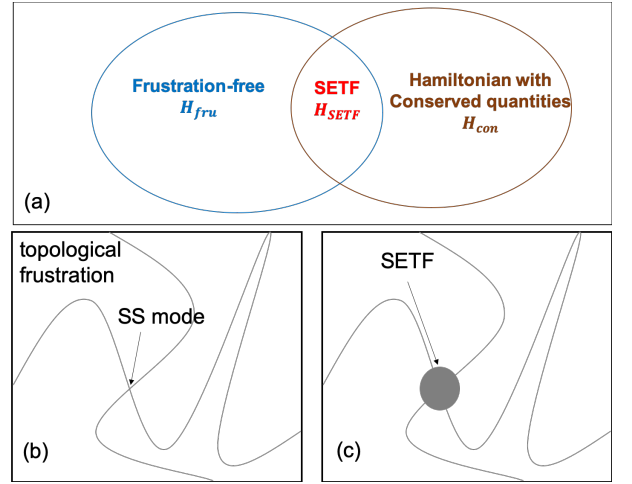 Frustration-free
H_fru
SETF
H_SETF
Hamiltonian with
Conserved quantities
H_con
(a)
topological
frustration
SS mode
(b)
SETF
(c)